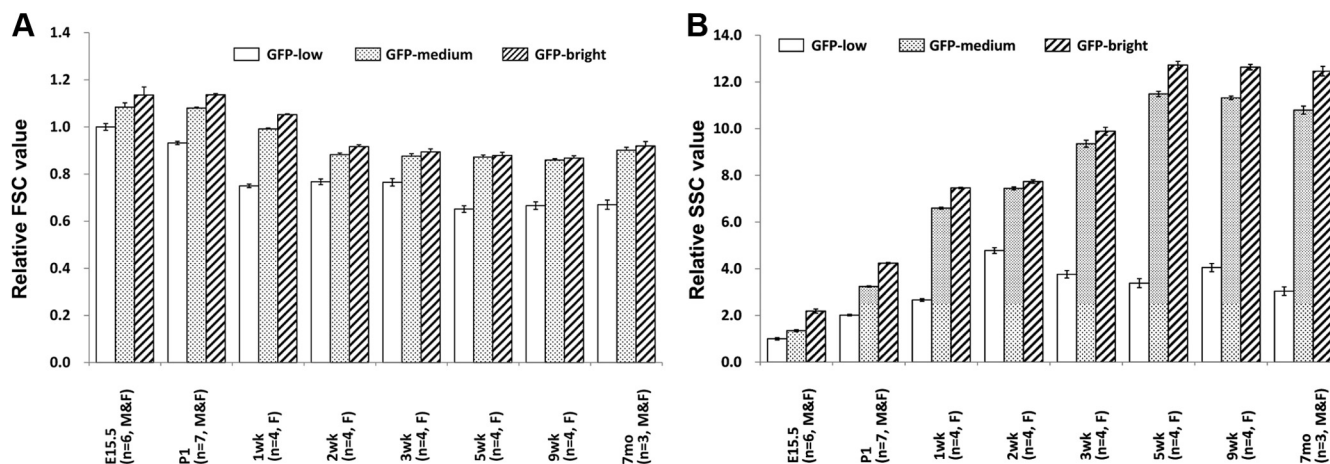 A
Relative FSC value
1.4
1.2
1.0
0.8
0.6
0.4
0.2
0.0
GFP-low GFP-medium GFP-bright
E15.5
(n=6, M&F)
P1
(n=7, M&F)
1wk
(n=4, F)
2wk
(n=4, F)
3wk
(n=4, F)
5wk
(n=4, F)
9wk
(n=4, F)
7mo
(n=3, M&F)
B
Relative SSC value
14.0
12.0
10.0
8.0
6.0
4.0
2.0
0.0
GFP-low GFP-medium GFP-bright
E15.5
(n=6, M&F)
P1
(n=7, M&F)
1wk
(n=4, F)
2wk
(n=4, F)
3wk
(n=4, F)
5wk
(n=4, F)
9wk
(n=4, F)
7mo
(n=3, M&F)